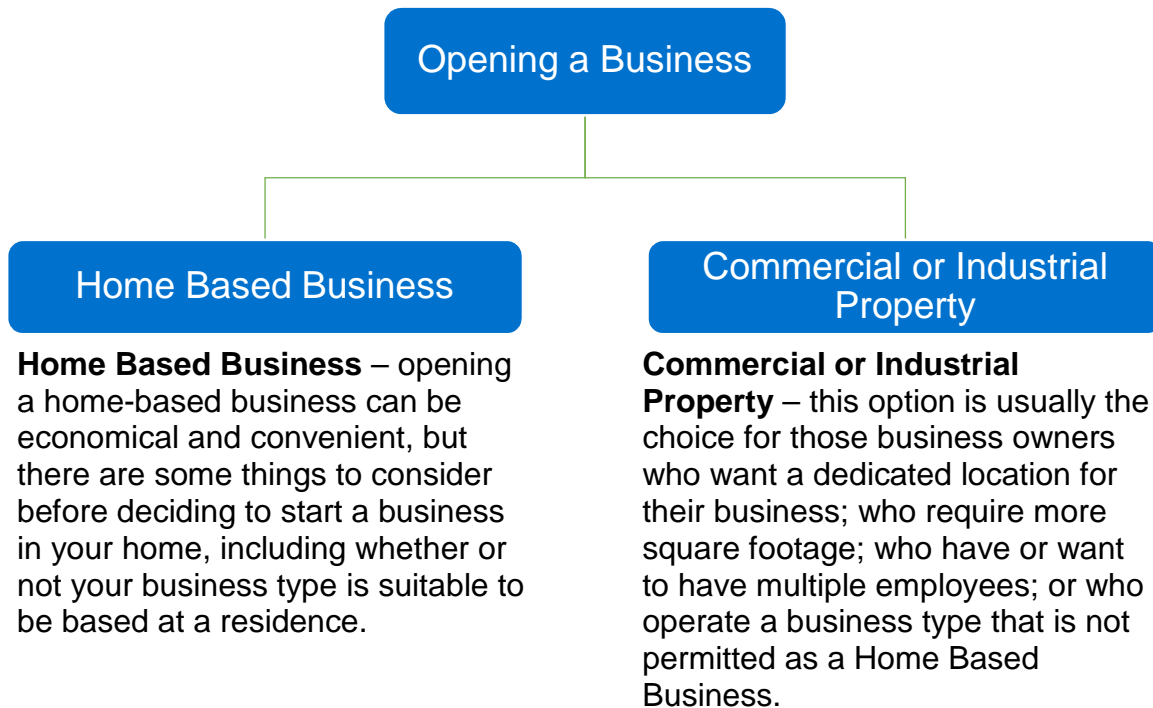 Opening a Business
Home Based Business
Home Based Business – opening
a home-based business can be
economical and convenient, but
there are some things to consider
before deciding to start a business
in your home, including whether or
not your business type is suitable to
be based at a residence.
Commercial or Industrial
Property
Commercial or Industrial
Property – this option is usually the
choice for those business owners
who want a dedicated location for
their business; who require more
square footage; who have or want
to have multiple employees; or who
operate a business type that is not
permitted as a Home Based
Business.